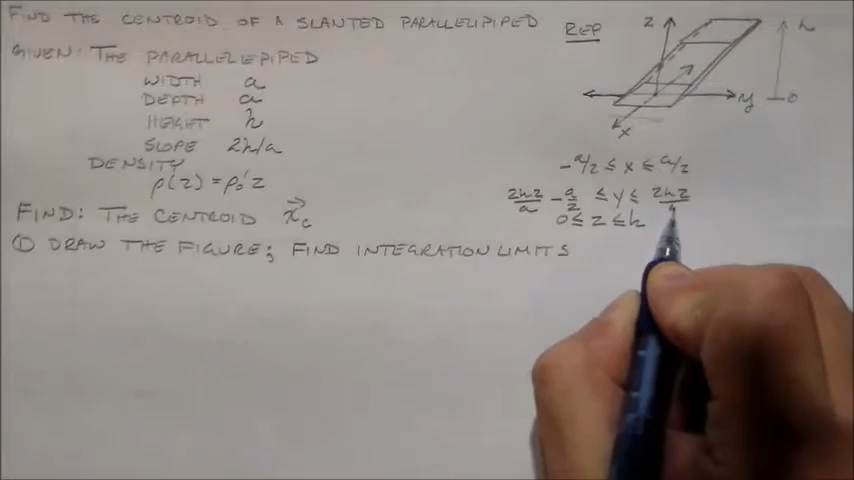 FIND THE CENTROID OF A SLANTED PARALLELIPIPED
GIVEN: THE PARALLELEPIPED
WIDTH a
DEPTH a
HEIGHT h
SLOPE 2h/a
DENSITY
ρ(z) = ρ₀'z
FIND: THE CENTROID x⃗c
① DRAW THE FIGURE; FIND INTEGRATION LIMITS
REP
z
h
y
0
x
-a/2 ≤ x ≤ a/2
2hz/a - a/2 ≤ y ≤ 2hz/
0 ≤ z ≤ h